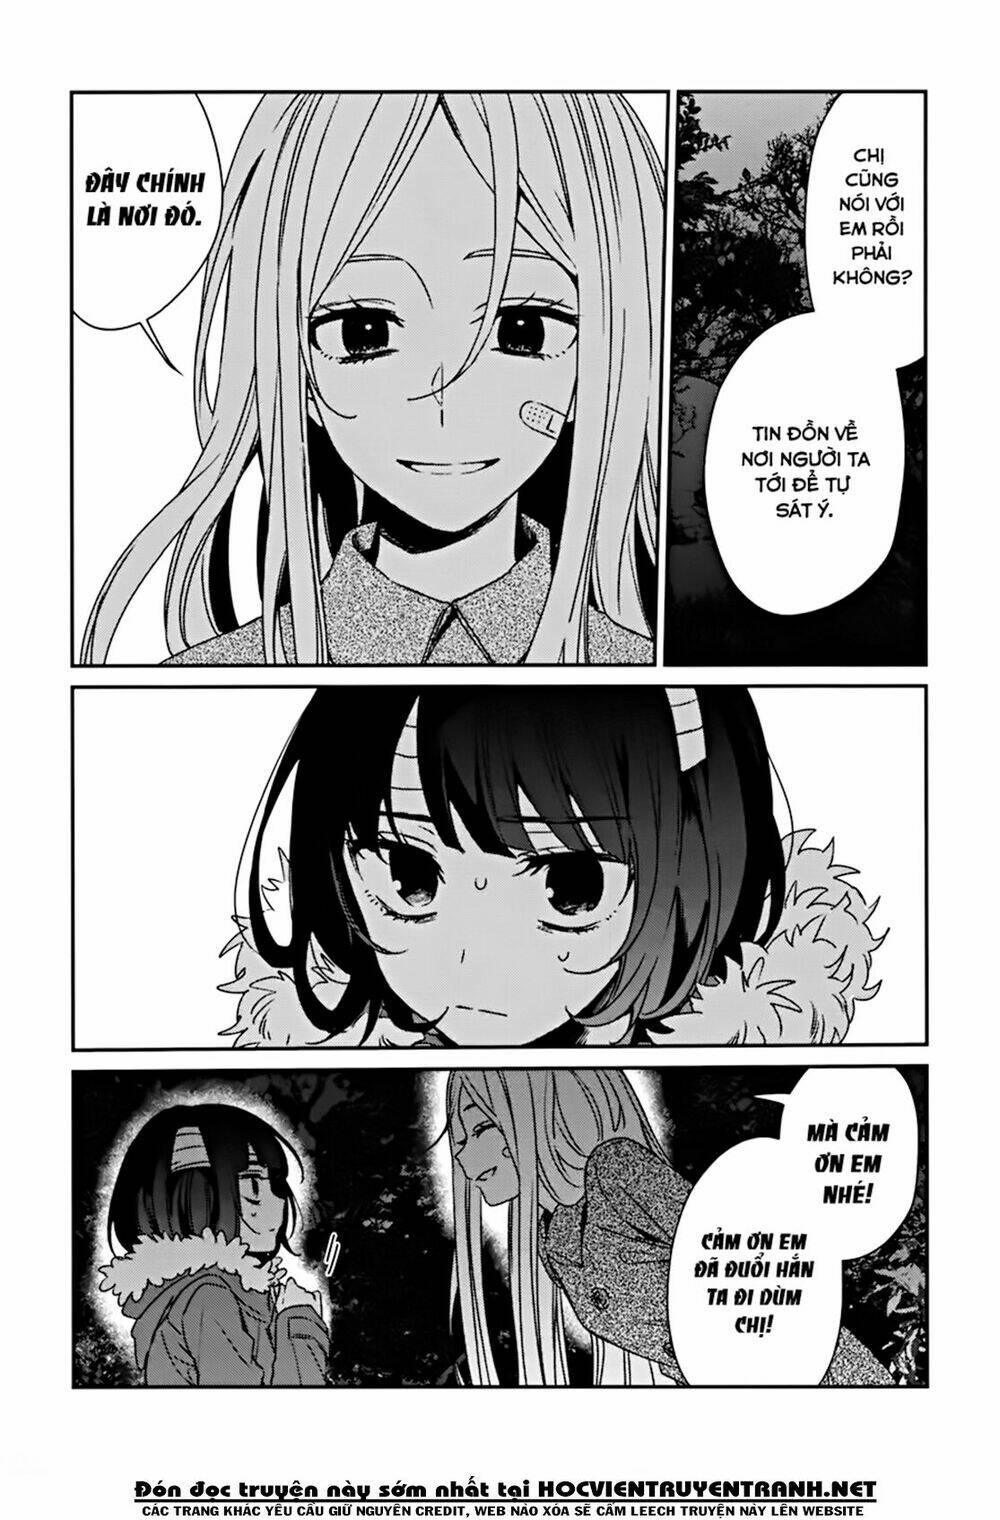 CHỊ
CŨNG
NÓI VỚI
EM RỒI
PHẢI
KHÔNG?
TIN ĐỒN VỀ
NƠI NGƯỜI TA
TỚI ĐỂ TỰ
SÁT Ý.
ĐÂY CHÍNH
LÀ NƠI ĐÓ.
MÀ CẢM
ƠN EM
NHÉ!
CẢM ƠN EM
ĐÃ ĐUỔI HẮN
TA ĐI DÙM
CHỊ!
Đón đọc truyện này sớm nhất tại HOCVIENTRUYENTRANH.NET
CÁC TRANG KHÁC YÊU CẦU GIỮ NGUYÊN CREDIT, WEB NÀO XÓA SẼ CẤM LEECH TRUYỆN NÀY LÊN WEBSITE